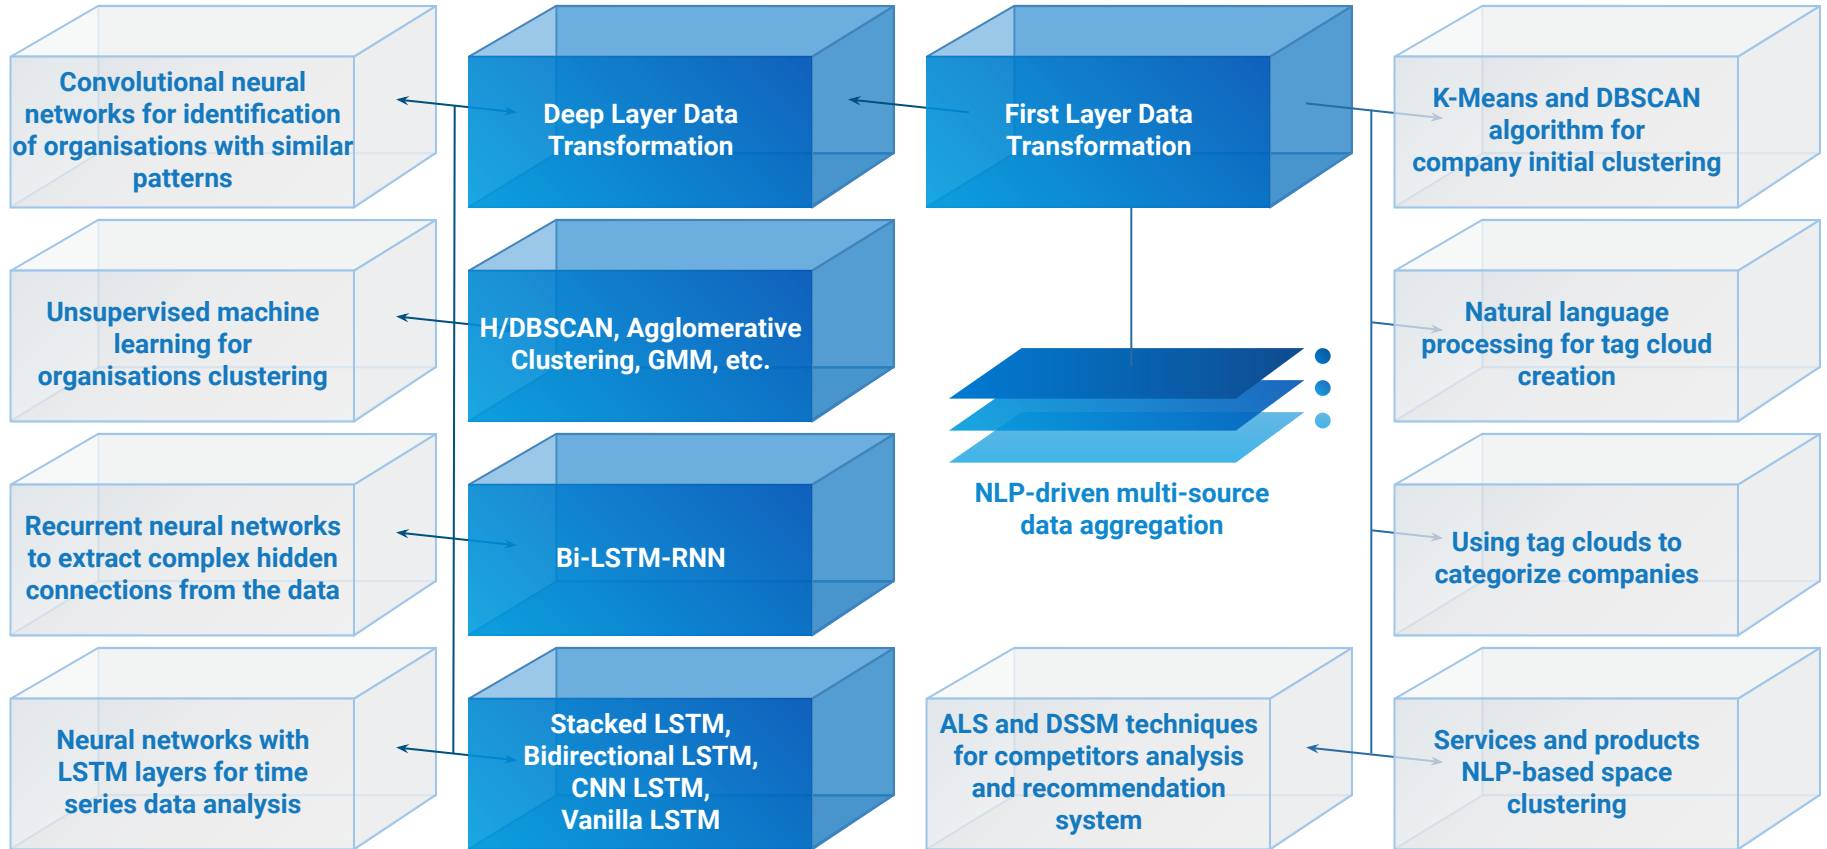 Convolutional neural
networks for identification
of organisations with similar
patterns
Deep Layer Data
Transformation
First Layer Data
Transformation
K-Means and DBSCAN
algorithm for
company initial clustering
Unsupervised machine
learning for
organisations clustering
H/DBSCAN, Agglomerative
Clustering, GMM, etc.
Natural language
processing for tag cloud
creation
NLP-driven multi-source
data aggregation
Recurrent neural networks
to extract complex hidden
connections from the data
Bi-LSTM-RNN
Using tag clouds to
categorize companies
Neural networks with
LSTM layers for time
series data analysis
Stacked LSTM,
Bidirectional LSTM,
CNN LSTM,
Vanilla LSTM
ALS and DSSM techniques
for competitors analysis
and recommendation
system
Services and products
NLP-based space
clustering